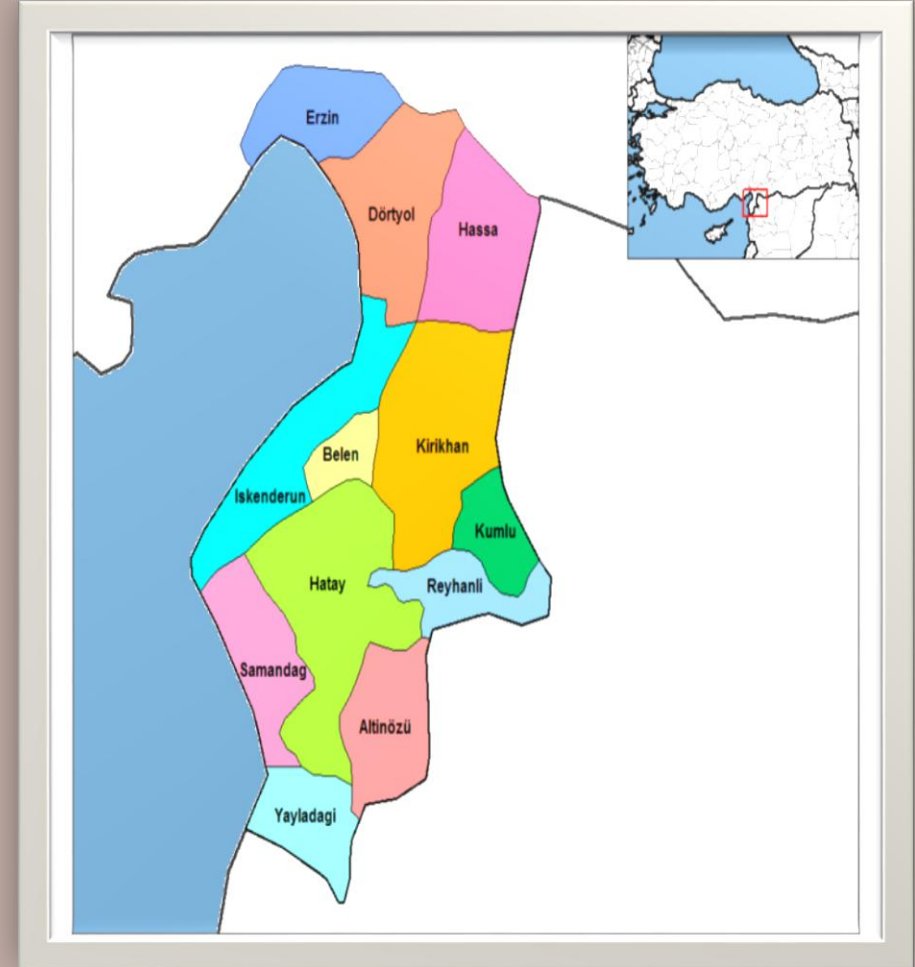 Erzin
Dörtyol
Hassa
Kirikhan
Belen
Iskenderun
Kumlu
Hatay
Reyhanli
Samandag
Altinözü
Yayladagi